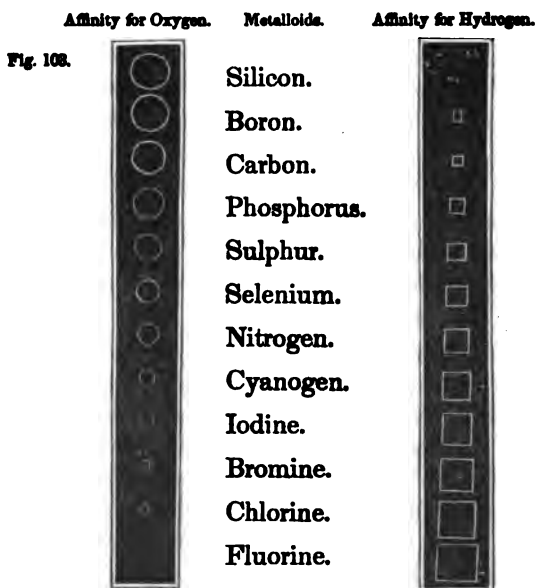 Affinity for Oxygen. Metalloids. Affinity for Hydrogen.
Fig. 108.
Silicon.
Boron.
Carbon.
Phosphorus.
Sulphur.
Selenium.
Nitrogen.
Cyanogen.
Iodine.
Bromine.
Chlorine.
Fluorine.